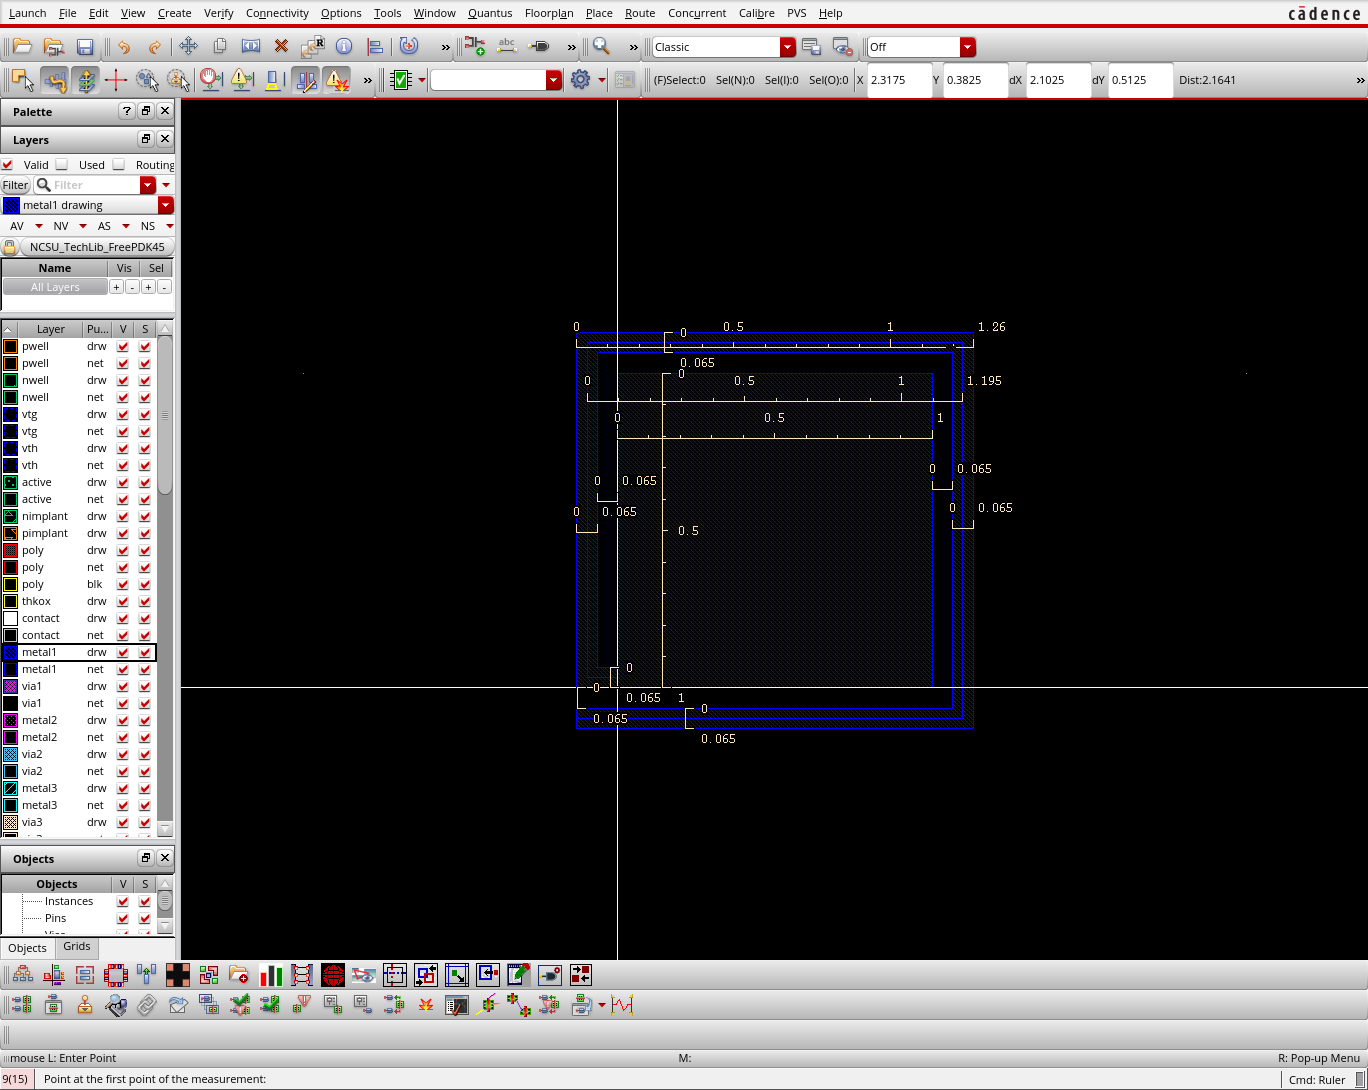 Launch File Edit View Create Verify Connectivity Options Tools Window Quantus Floorplan Place Route Concurrent Calibre PVS Help cādence
R » abc » » Classic Off
» (F)Select:0 Sel(N):0 Sel(I):0 Sel(O):0 X 2.3175 Y 0.3825 dX 2.1025 dY 0.5125 Dist:2.1641 »
Palette ?
Layers
Valid Used Routing
Filter Filter
metal1 drawing
AV NV AS NS
NCSU_TechLib_FreePDK45
Name Vis Sel
All Layers + - + -
Layer Pu... V S
pwell drw
pwell net
nwell drw
nwell net
vtg drw
vtg net
vth drw
vth net
active drw
active net
nimplant drw
pimplant drw
poly drw
poly net
poly blk
thkox drw
contact drw
contact net
metal1 drw
metal1 net
via1 drw
via1 net
metal2 drw
metal2 net
via2 drw
via2 net
metal3 drw
metal3 net
via3 drw
Objects
Objects V S
Instances
Pins
Objects Grids
0 0.5 1 1.26
0
0.065
0
0 0.5 1 1.195
0 0.5 1
0 0.065
0 0.065
0 0.065
0 0.065
0.5
0
0
0.065 1
0.065
0
0.065
mouse L: Enter Point M: R: Pop-up Menu
9(15) Point at the first point of the measurement: Cmd: Ruler